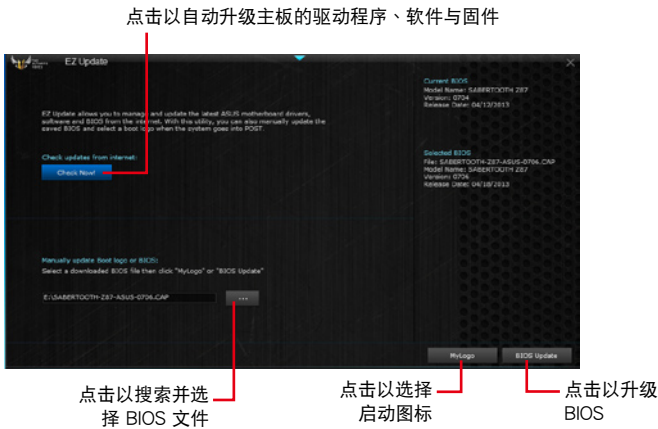 点击以自动升级主板的驱动程序、软件与固件
EZ Update
EZ Update allows you to manage and update the latest ASUS motherboard drivers,
software and BIOS from the internet. With this utility, you can also manually update the
saved BIOS and select a boot logo when the system goes into POST.
Check updates from internet:
Check Now!
Current BIOS
Model Name: SABERTOOTH Z87
Version: 0704
Release Date: 04/12/2013
Selected BIOS
File: SABERTOOTH-Z87-ASUS-0706.CAP
Model Name: SABERTOOTH Z87
Version: 0706
Release Date: 04/18/2013
Manually update Boot logo or BIOS:
Select a downloaded BIOS file then click "MyLogo" or "BIOS Update"
E:\SABERTOOTH-Z87-ASUS-0706.CAP
...
MyLogo
BIOS Update
点击以搜索并选
择 BIOS 文件
点击以选择
启动图标
点击以升级
BIOS